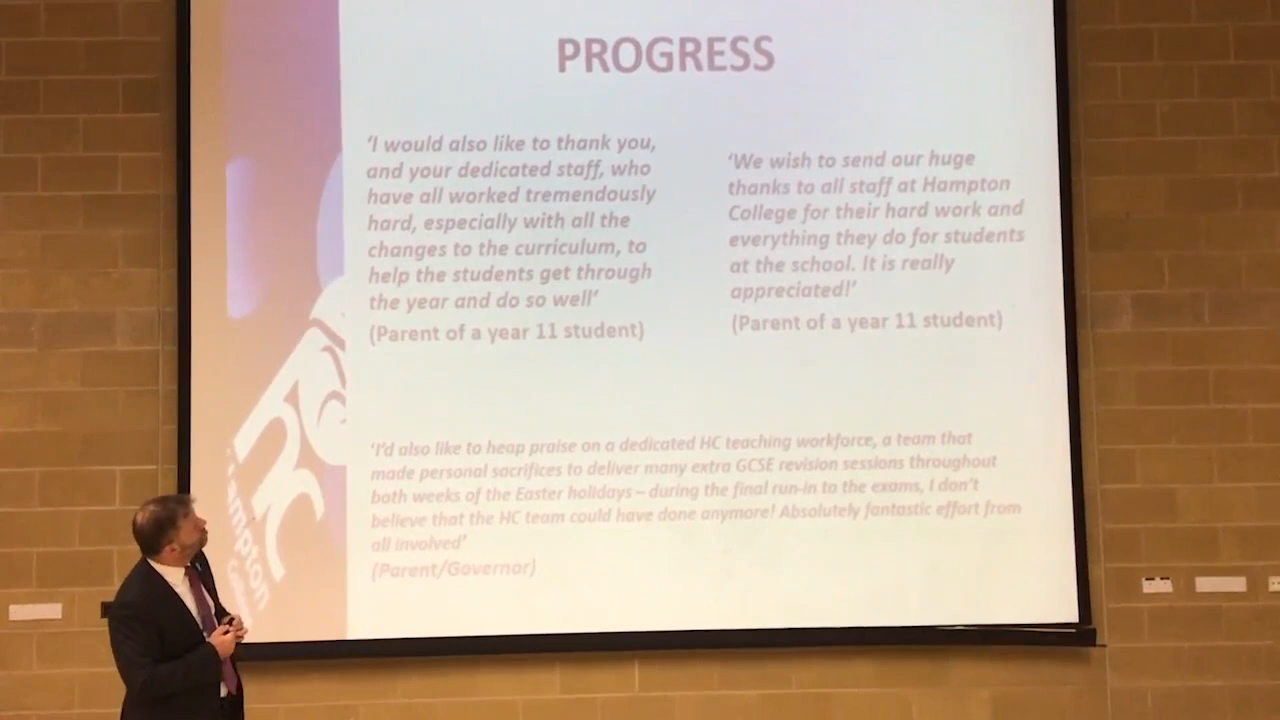 PROGRESS
‘I would also like to thank you,
and your dedicated staff, who
have all worked tremendously
hard, especially with all the
changes to the curriculum, to
help the students get through
the year and do so well’
(Parent of a year 11 student)
‘We wish to send our huge
thanks to all staff at Hampton
College for their hard work and
everything they do for students
at the school. It is really
appreciated!’
(Parent of a year 11 student)
‘I’d also like to heap praise on a dedicated HC teaching workforce, a team that
made personal sacrifices to deliver many extra GCSE revision sessions throughout
both weeks of the Easter holidays – during the final run-in to the exams, I don’t
believe that the HC team could have done anymore! Absolutely fantastic effort from
all involved’
(Parent/Governor)
hc
Hampton